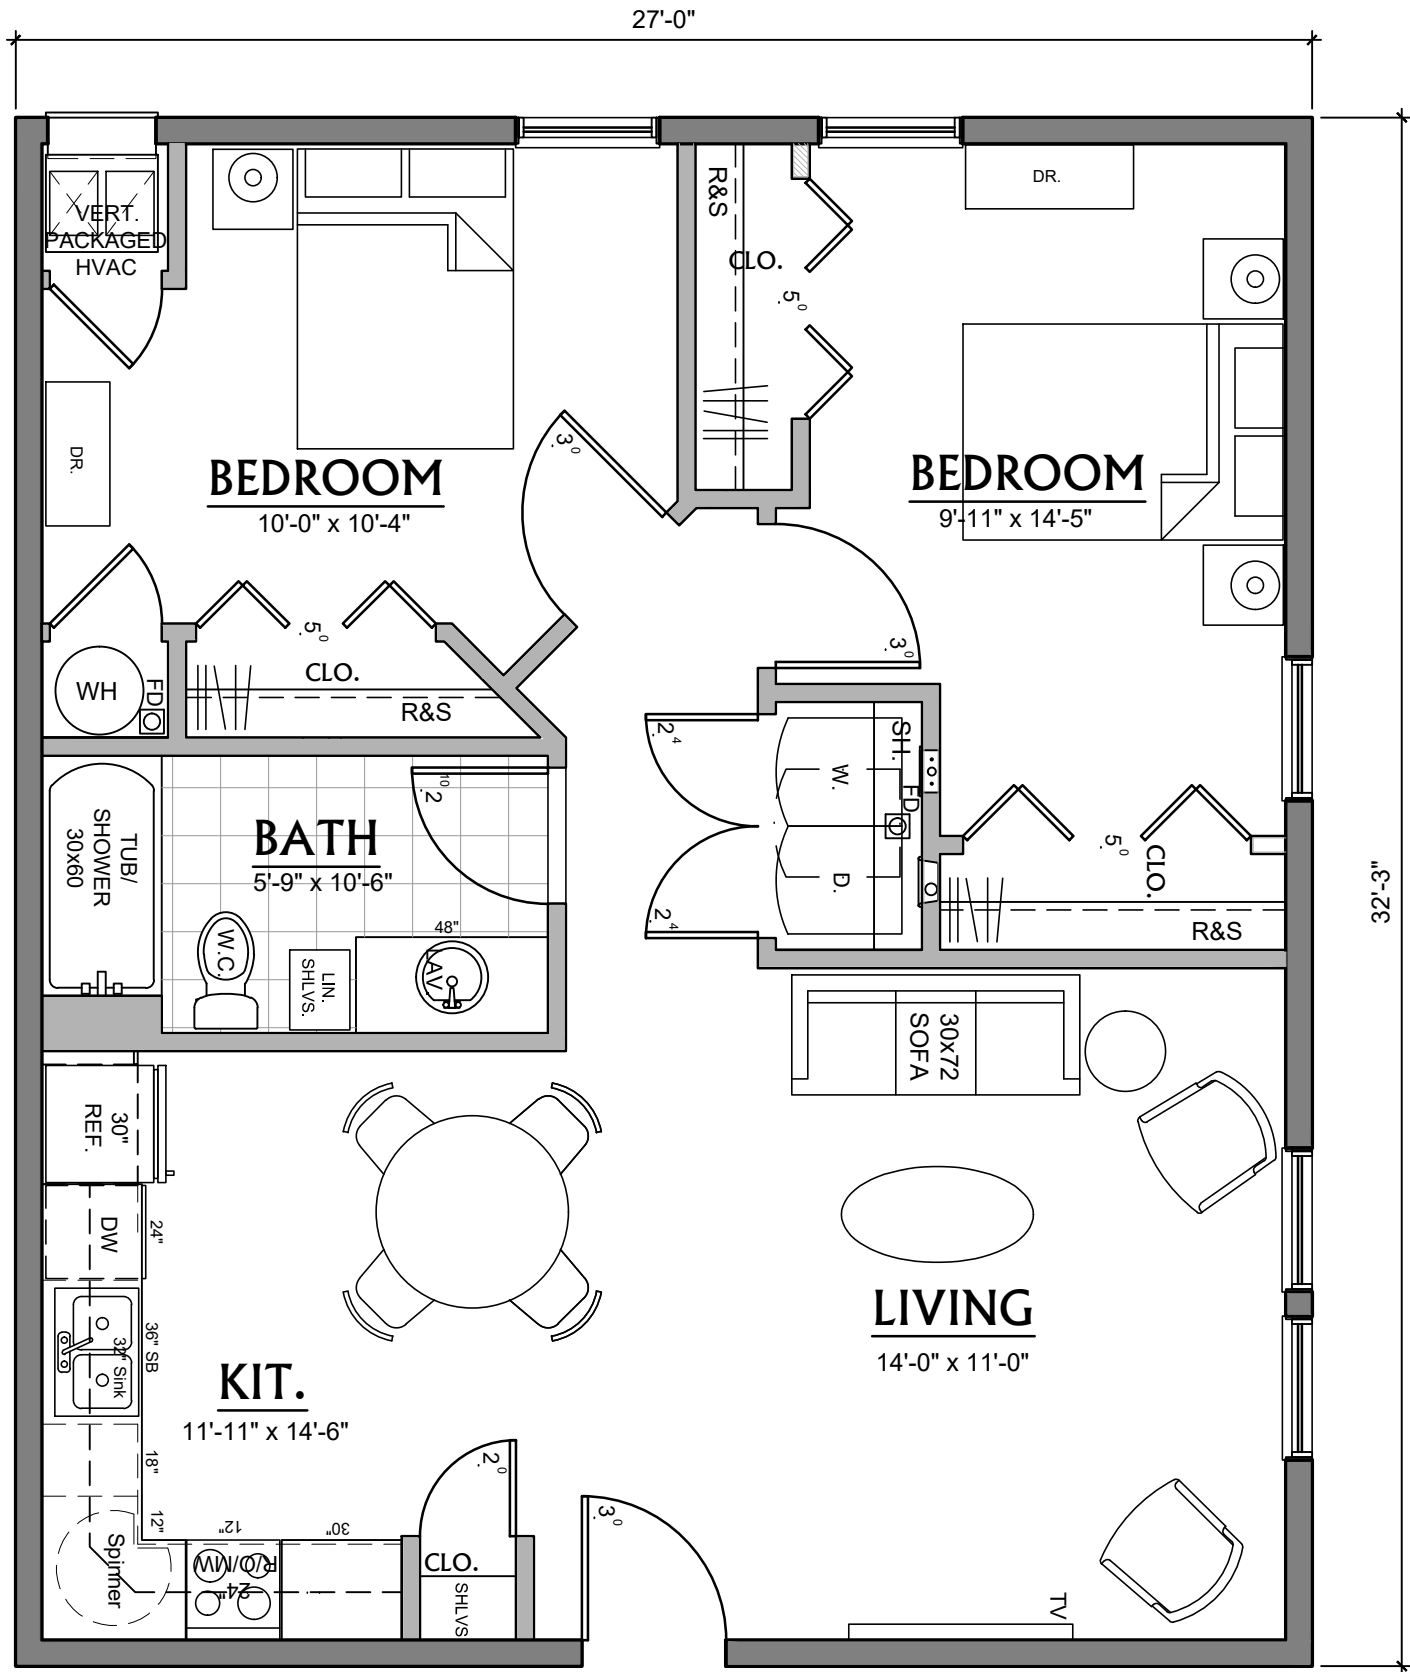 27'-0"
32'-3"
VERT.
PACKAGED
HVAC
R&S
CLO.
5⁰
DR.
DR.
BEDROOM
10'-0" x 10'-4"
3⁰
BEDROOM
9'-11" x 14'-5"
3⁰
5⁰
CLO.
R&S
WH
FD
2⁴
SH.
W.
FD
D.
2⁴
5⁰
CLO.
R&S
TUB/
SHOWER
30x60
BATH
5'-9" x 10'-6"
2¹⁰
48"
W.C.
LIN.
SHLVS.
LAV.
30x72
SOFA
30"
REF.
DW
24"
36" SB
32" Sink
18"
12"
LIVING
14'-0" x 11'-0"
KIT.
11'-11" x 14'-6"
2⁰
3⁰
12"
30"
Spinner
R/O/MW
24"
CLO.
SHLVS
TV